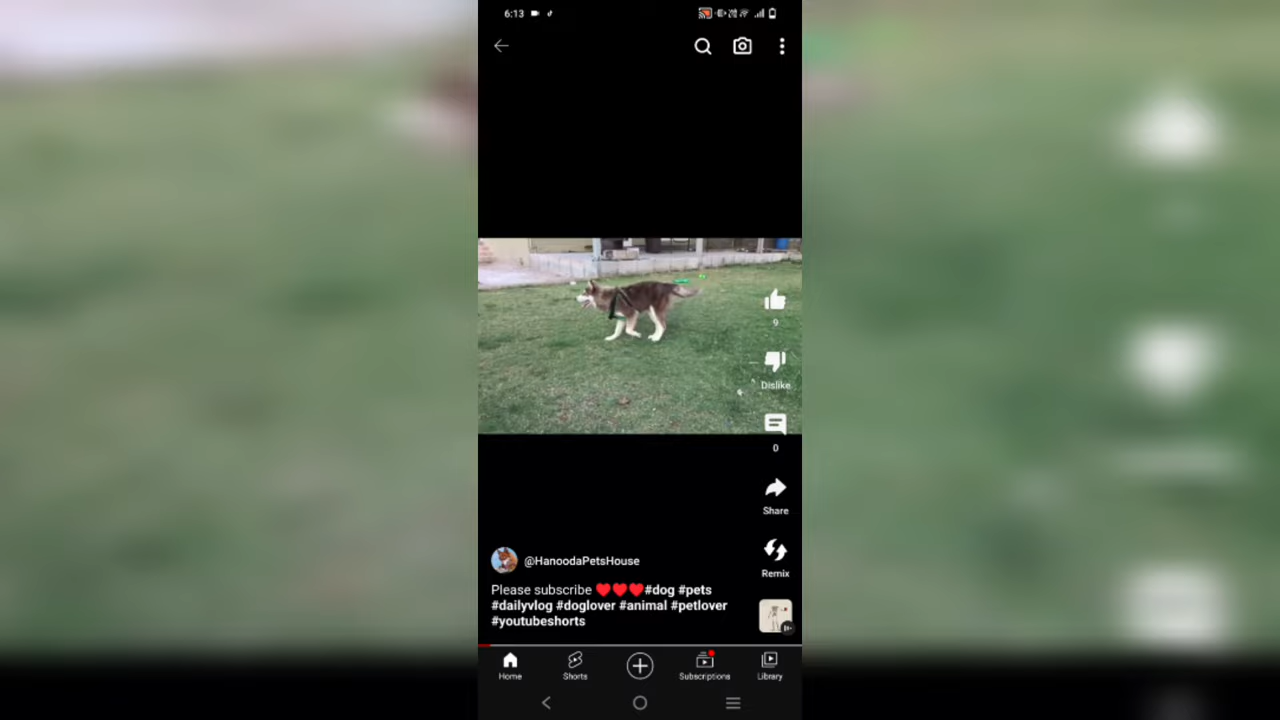 6:13
9
Dislike
0
Share
Remix
@HanoodaPetsHouse
Please subscribe ❤️❤️❤️#dog #pets
#dailyvlog #doglover #animal #petlover
#youtubeshorts
Home
Shorts
Subscriptions
Library